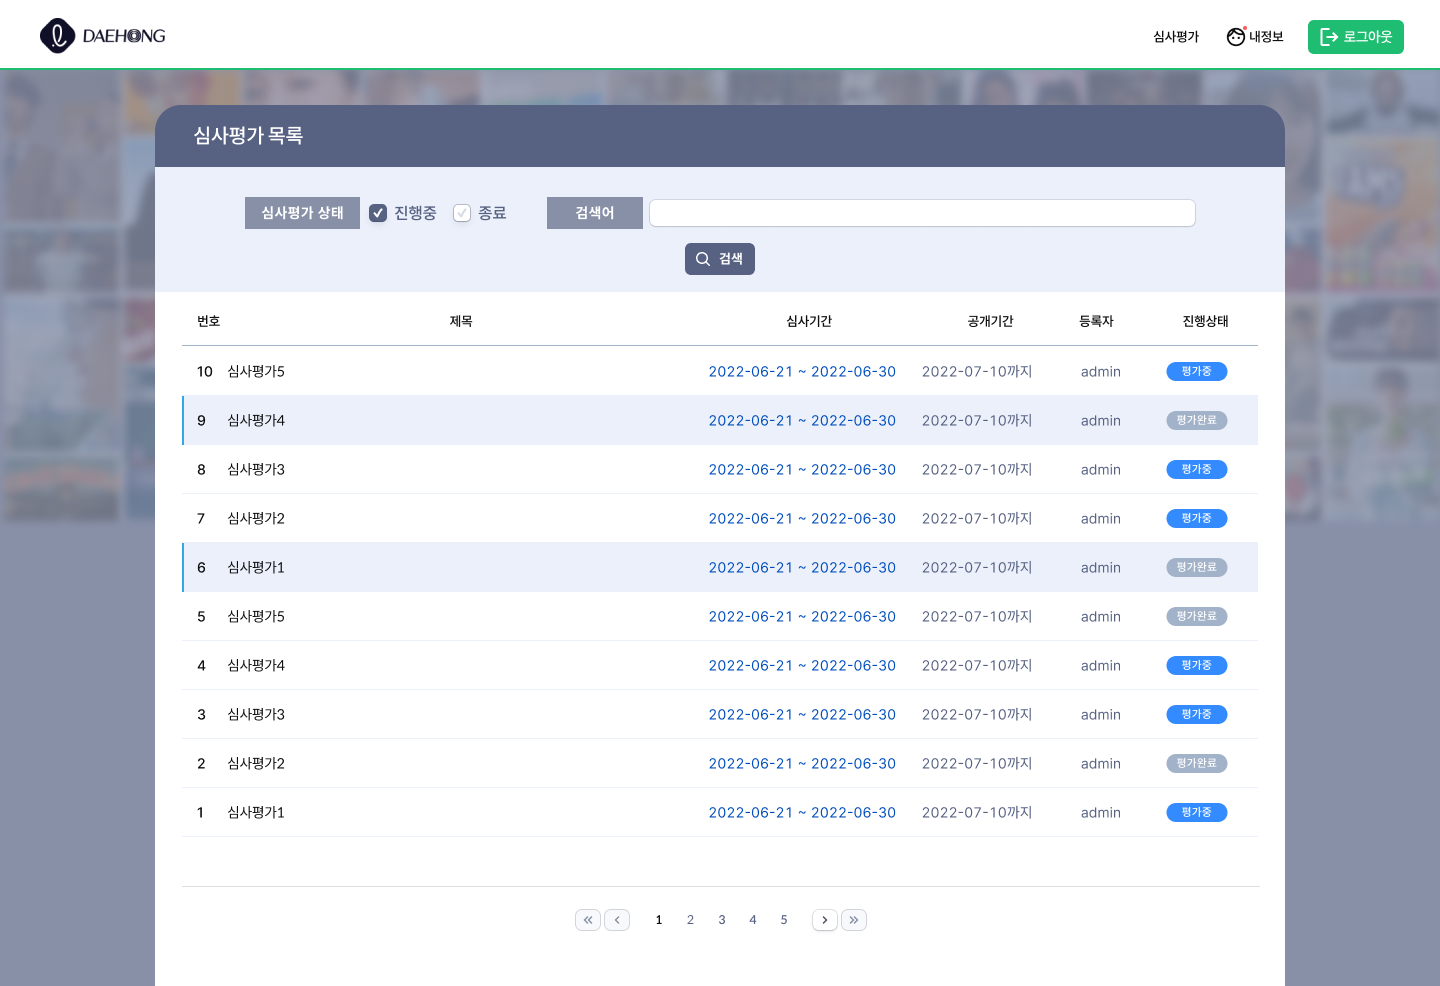 DAEHONG
심사평가 내정보 로그아웃
심사평가 목록
심사평가 상태 진행중 종료 검색어
검색
번호 제목 심사기간 공개기간 등록자 진행상태
10 심사평가5 2022-06-21 ~ 2022-06-30 2022-07-10까지 admin 평가중
9 심사평가4 2022-06-21 ~ 2022-06-30 2022-07-10까지 admin 평가완료
8 심사평가3 2022-06-21 ~ 2022-06-30 2022-07-10까지 admin 평가중
7 심사평가2 2022-06-21 ~ 2022-06-30 2022-07-10까지 admin 평가중
6 심사평가1 2022-06-21 ~ 2022-06-30 2022-07-10까지 admin 평가완료
5 심사평가5 2022-06-21 ~ 2022-06-30 2022-07-10까지 admin 평가완료
4 심사평가4 2022-06-21 ~ 2022-06-30 2022-07-10까지 admin 평가중
3 심사평가3 2022-06-21 ~ 2022-06-30 2022-07-10까지 admin 평가중
2 심사평가2 2022-06-21 ~ 2022-06-30 2022-07-10까지 admin 평가완료
1 심사평가1 2022-06-21 ~ 2022-06-30 2022-07-10까지 admin 평가중
1 2 3 4 5